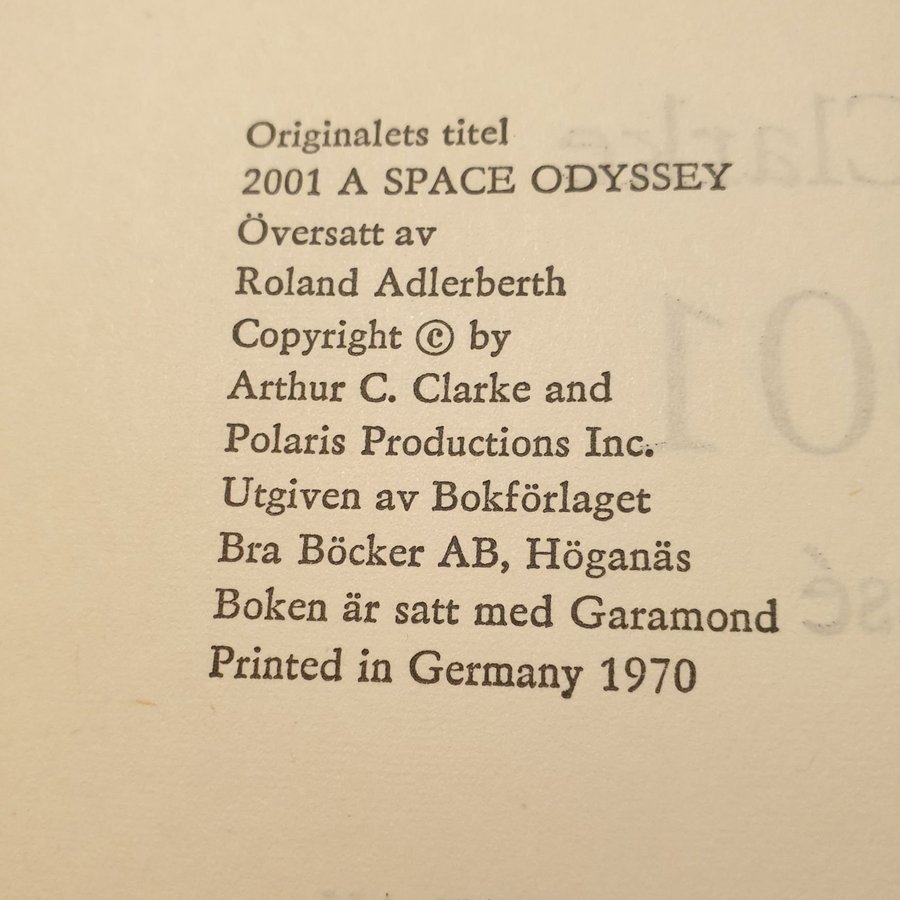 Originalets titel
2001 A SPACE ODYSSEY
Översatt av
Roland Adlerberth
Copyright © by
Arthur C. Clarke and
Polaris Productions Inc.
Utgiven av Bokförlaget
Bra Böcker AB, Höganäs
Boken är satt med Garamond
Printed in Germany 1970